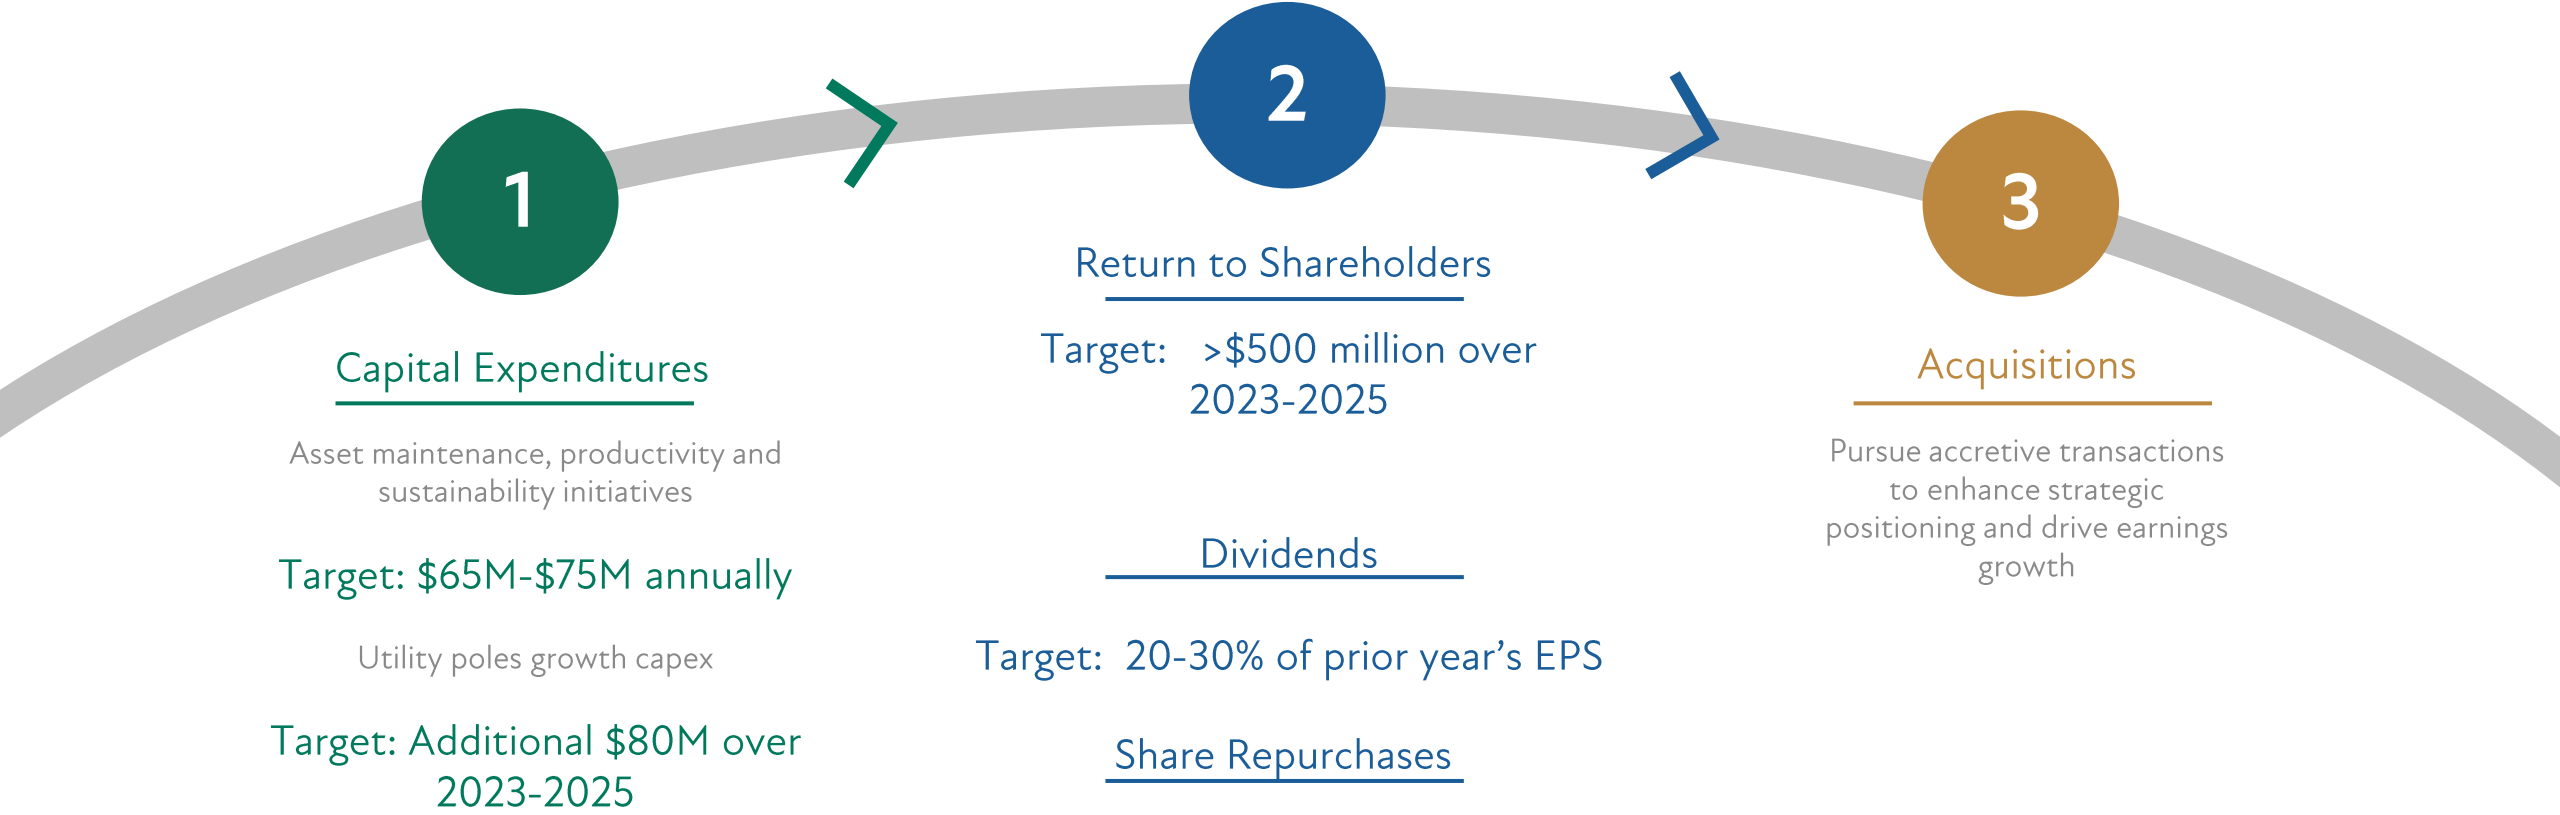 1
Capital Expenditures
Asset maintenance, productivity and
sustainability initiatives
Target: $65M-$75M annually
Utility poles growth capex
Target: Additional $80M over
2023-2025
2
Return to Shareholders
Target: >$500 million over
2023-2025
Dividends
Target: 20-30% of prior year’s EPS
Share Repurchases
3
Acquisitions
Pursue accretive transactions
to enhance strategic
positioning and drive earnings
growth